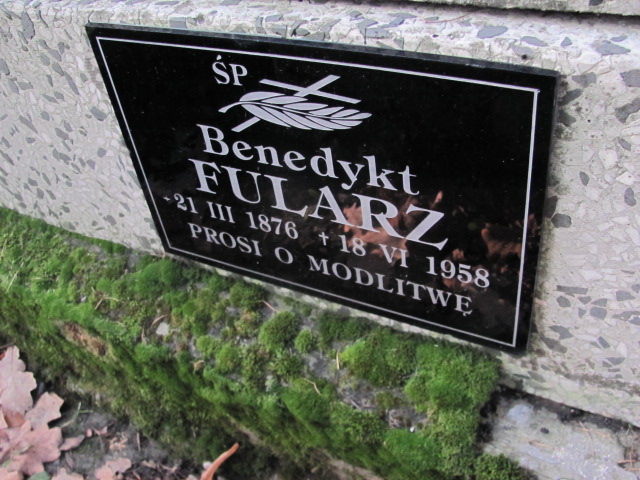 ŚP
Benedykt
FULARZ
* 21 III 1876 † 18 VI 1958
PROSI O MODLITWĘ